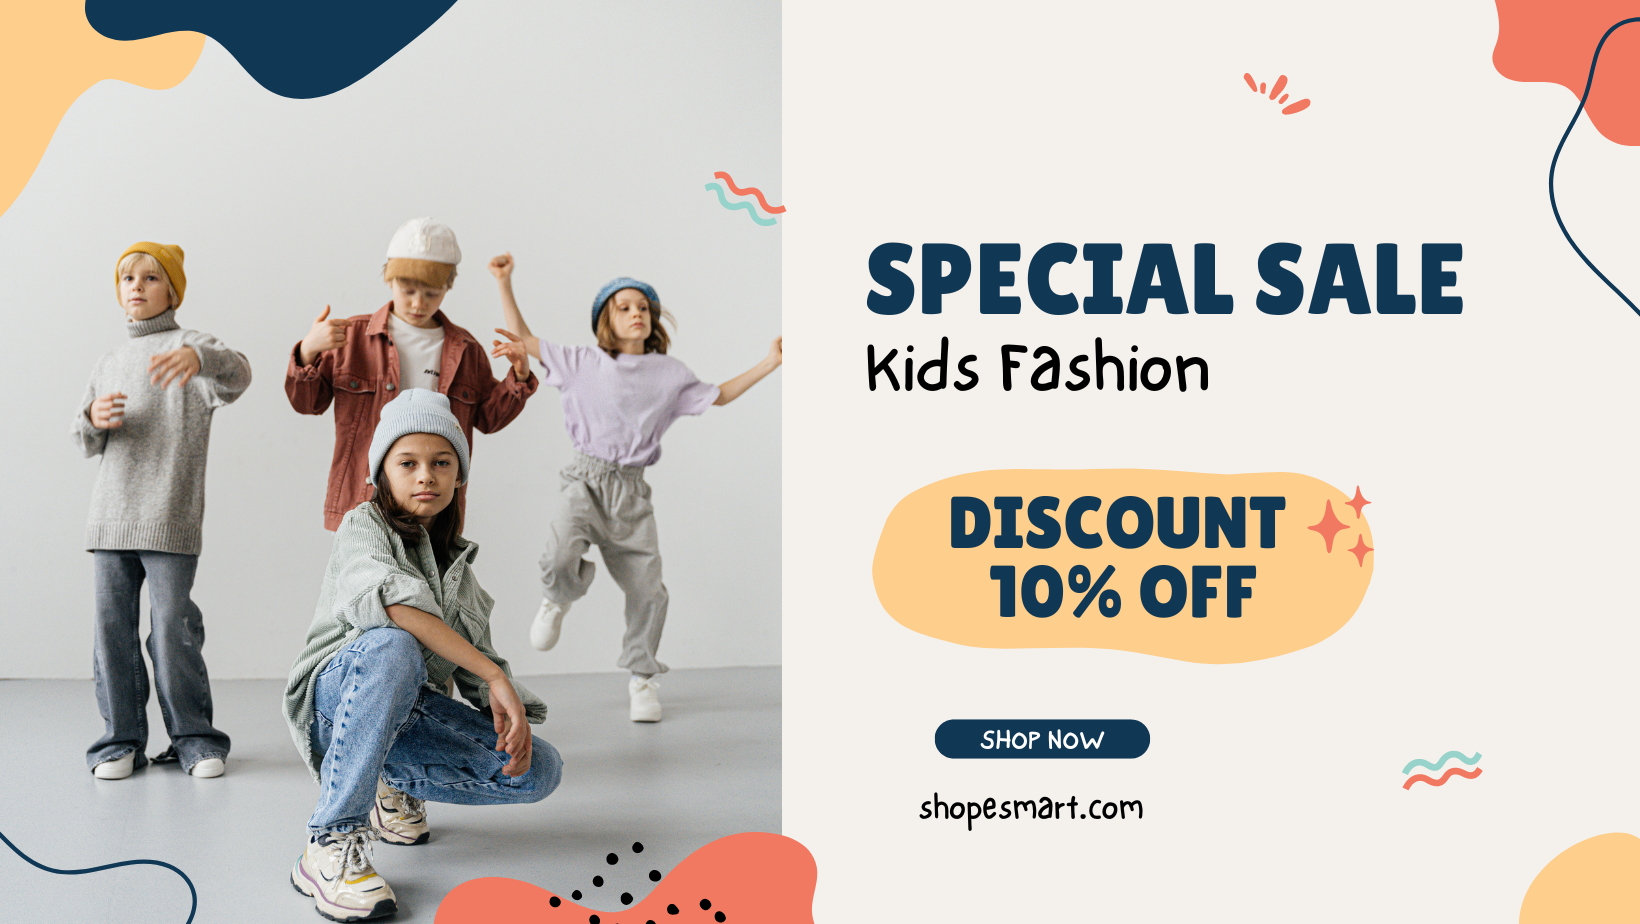 SPECIAL SALE
Kids Fashion
DISCOUNT
10% OFF
SHOP NOW
shopesmart.com